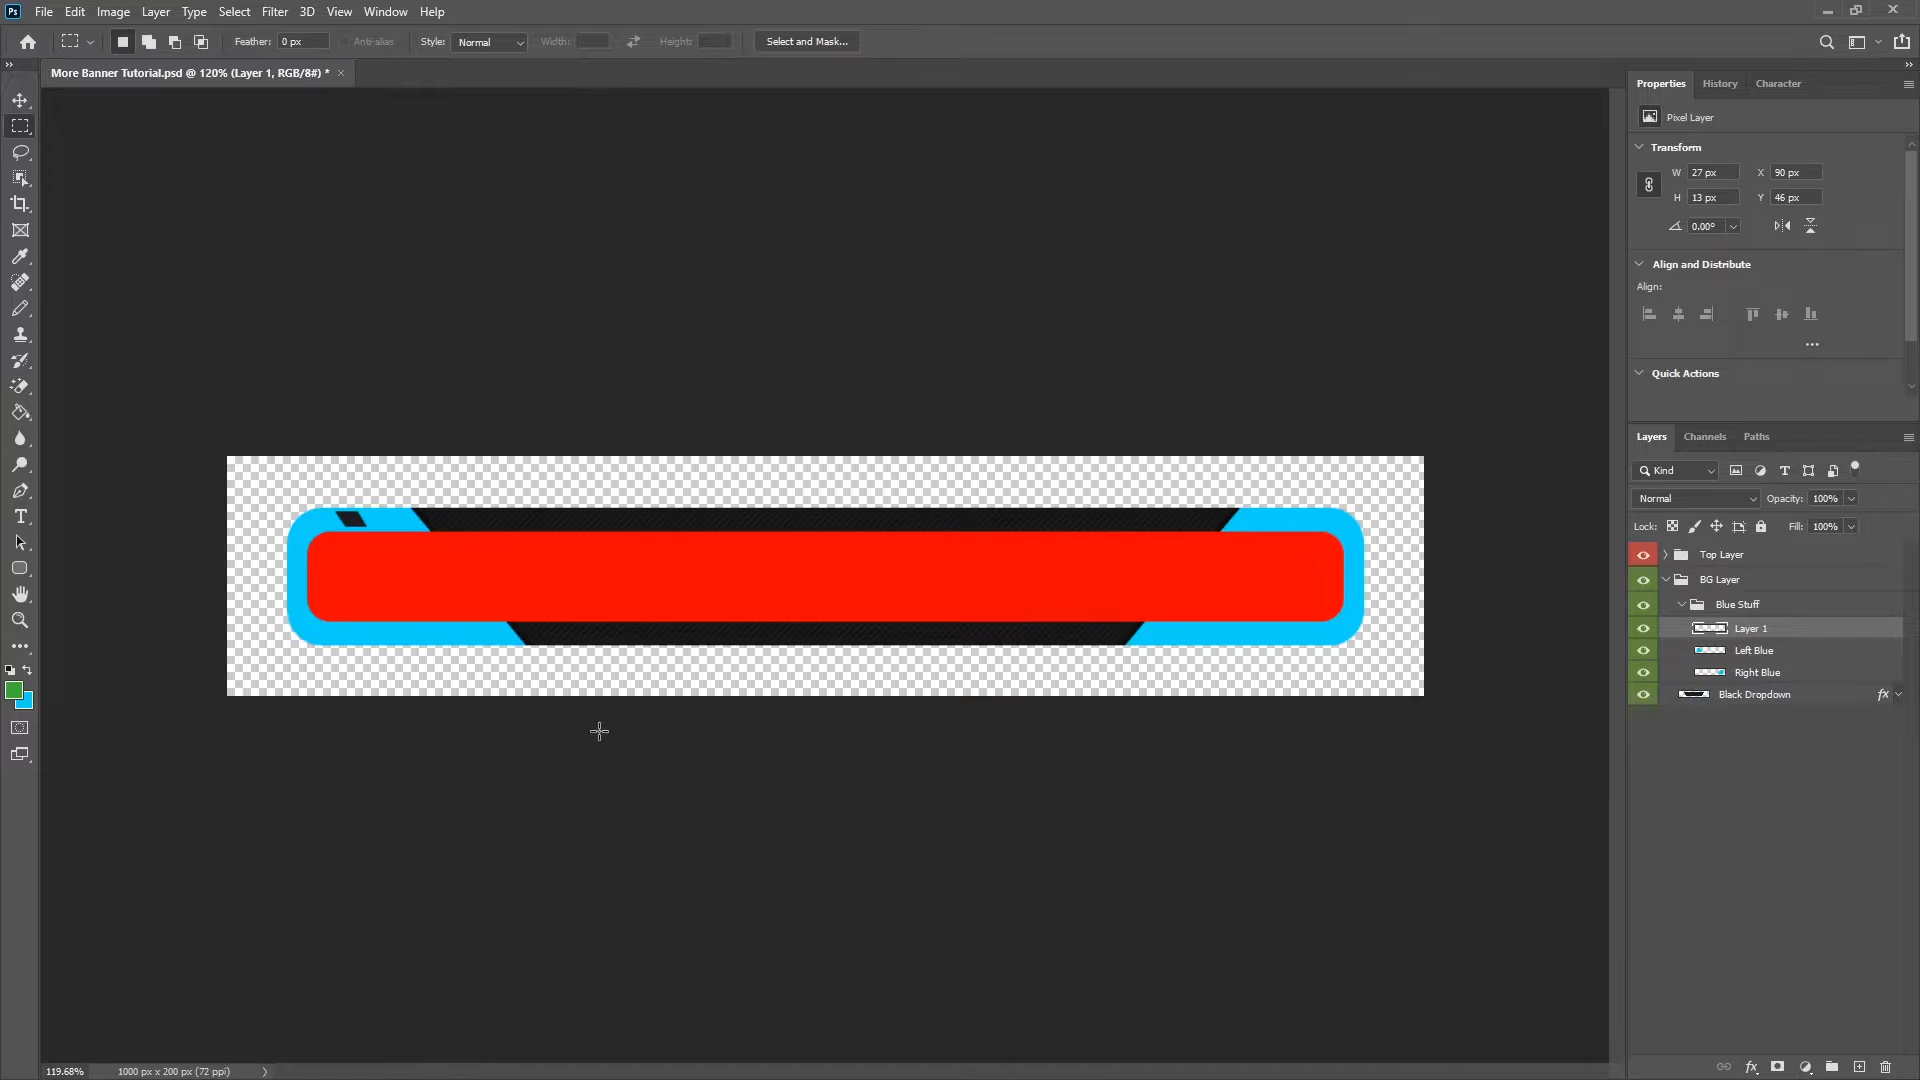 Ps File Edit Image Layer Type Select Filter 3D View Window Help
Feather: 0 px Anti-alias Style: Normal Width: Height: Select and Mask...
More Banner Tutorial.psd @ 120% (Layer 1, RGB/8#) * ×
Properties History Character
Pixel Layer
Transform
W 27 px X 90 px
H 13 px Y 46 px
0.00°
Align and Distribute
Align:
Quick Actions
Layers Channels Paths
Kind
Normal Opacity: 100%
Lock: Fill: 100%
Top Layer
BG Layer
Blue Stuff
Layer 1
Left Blue
Right Blue
Black Dropdown fx
119.68% 1000 px x 200 px (72 ppi)
fx